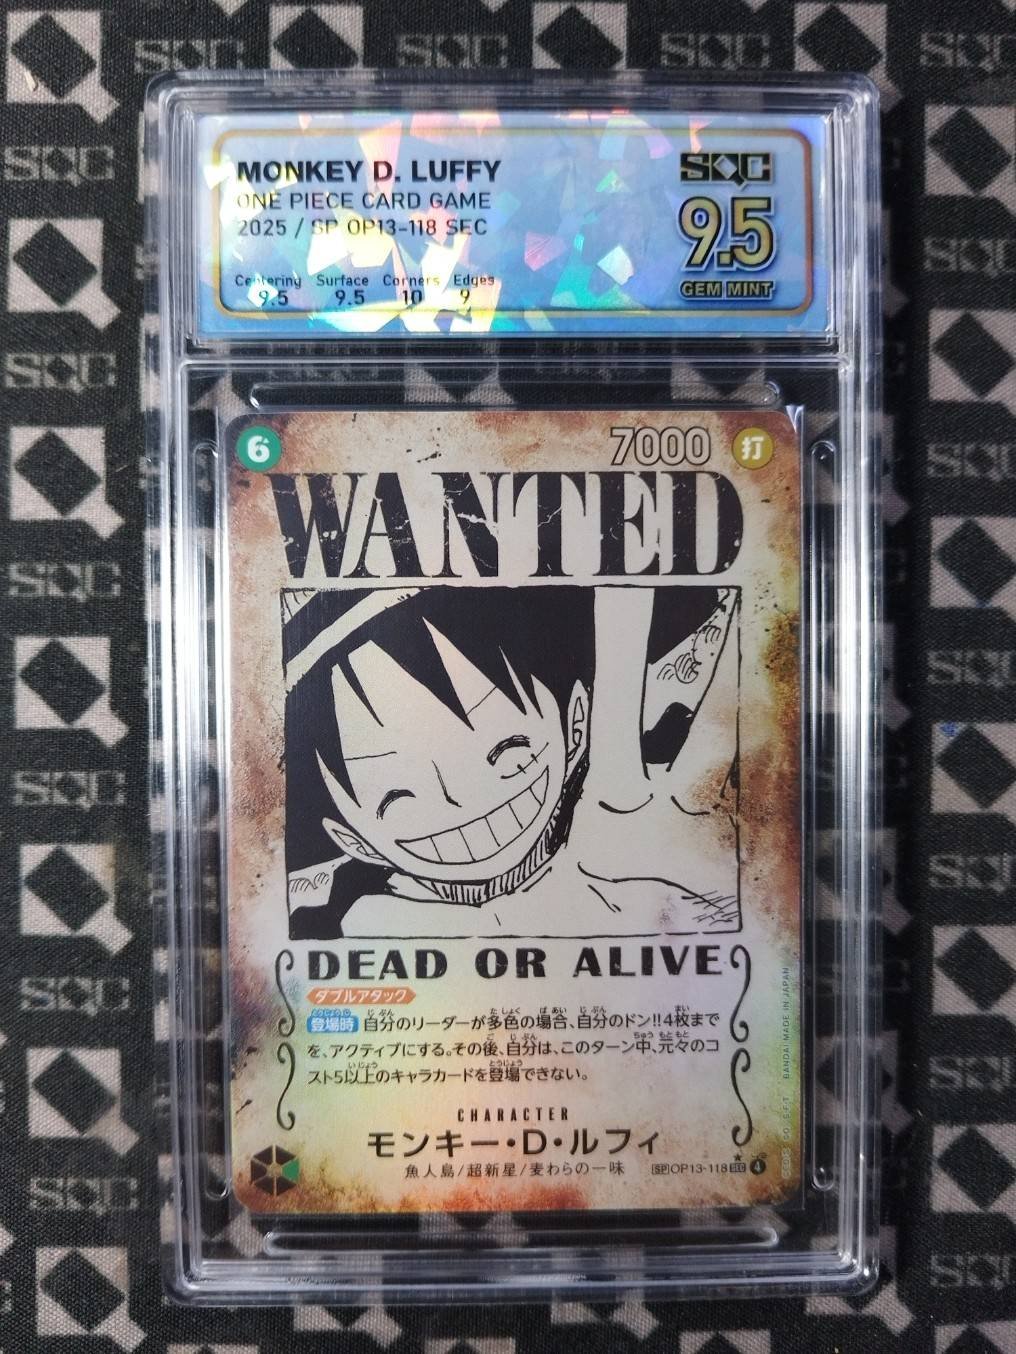 MONKEY D. LUFFY
ONE PIECE CARD GAME
2025 / SP OP13-118 SEC
Centering Surface Corners Edges
9.5 9.5 10 9
SQC
9.5
GEM MINT
6
7000
打
WANTED
DEAD OR ALIVE
ダブルアタック
登場時 自分のリーダーが多色の場合、自分のドン!!4枚まで
を、アクティブにする。その後、自分は、このターン中、元々のコ
スト5以上のキャラカードを登場できない。
CHARACTER
モンキー・D・ルフィ
魚人島/超新星/麦わらの一味
SP OP13-118 SEC 4
BANDAI MADE IN JAPAN